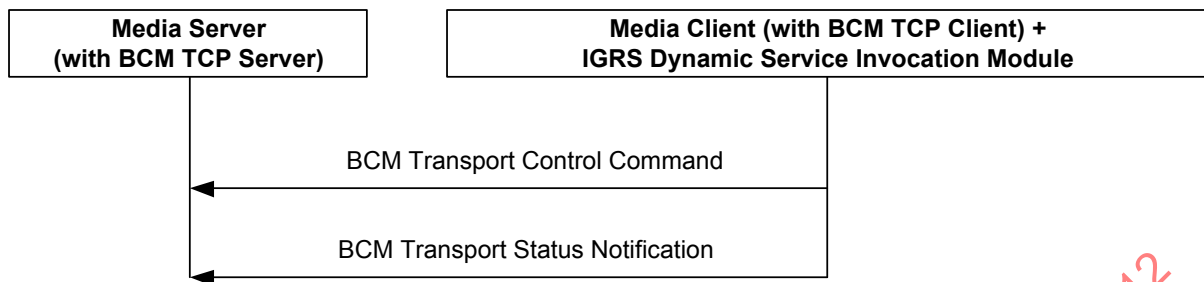 Media Server
(with BCM TCP Server)
Media Client (with BCM TCP Client) +
IGRS Dynamic Service Invocation Module
BCM Transport Control Command
BCM Transport Status Notification
12